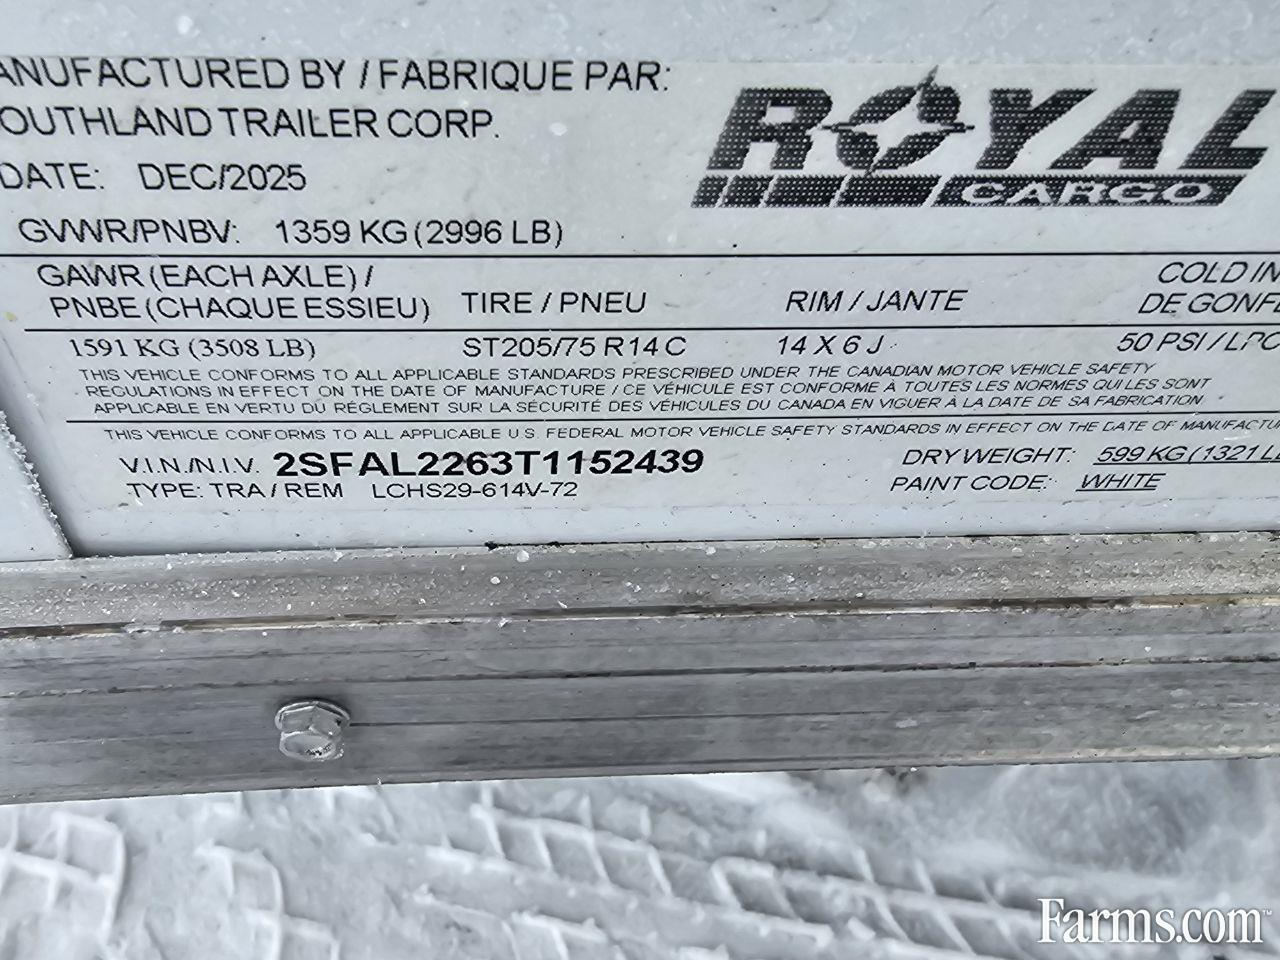 ANUFACTURED BY / FABRIQUE PAR:
OUTHLAND TRAILER CORP.
DATE: DEC/2025
ROYAL
CARGO
GVWR/PNBV: 1359 KG (2996 LB)
GAWR (EACH AXLE) /
PNBE (CHAQUE ESSIEU) TIRE / PNEU RIM / JANTE
COLD IN
DE GONFL
1591 KG (3508 LB) ST205/75 R14 C 14 X 6 J 50 PSI / LPC
THIS VEHICLE CONFORMS TO ALL APPLICABLE STANDARDS PRESCRIBED UNDER THE CANADIAN MOTOR VEHICLE SAFETY
REGULATIONS IN EFFECT ON THE DATE OF MANUFACTURE / CE VÉHICULE EST CONFORME À TOUTES LES NORMES QUI LES SONT
APPLICABLE EN VERTU DU RÉGLEMENT SUR LA SÉCURITÉ DES VÉHICULES DU CANADA EN VIGUER À LA DATE DE SA FABRICATION
THIS VEHICLE CONFORMS TO ALL APPLICABLE U.S. FEDERAL MOTOR VEHICLE SAFETY STANDARDS IN EFFECT ON THE DATE OF MANUFACTU
V.I.N./N.I.V. 2SFAL2263T1152439 DRY WEIGHT: 599 KG (1321 LB
TYPE: TRA / REM LCHS29-614V-72 PAINT CODE: WHITE
Farms.com™